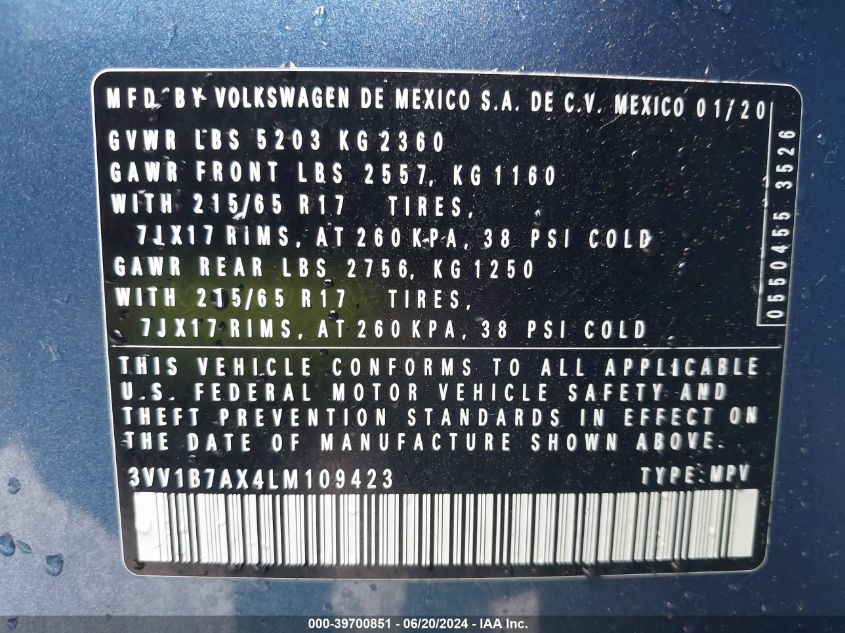 MFD. BY VOLKSWAGEN DE MEXICO S.A. DE C.V. MEXICO 01/20
GVWR LBS 5203 KG 2360
GAWR FRONT LBS 2557, KG 1160
WITH 215/65 R17 TIRES,
7JX17 RIMS, AT 260 KPA, 38 PSI COLD
GAWR REAR LBS 2756, KG 1250
WITH 215/65 R17 TIRES,
7JX17 RIMS, AT 260 KPA, 38 PSI COLD
0550455 3526
THIS VEHICLE CONFORMS TO ALL APPLICABLE
U.S. FEDERAL MOTOR VEHICLE SAFETY AND
THEFT PREVENTION STANDARDS IN EFFECT ON
THE DATE OF MANUFACTURE SHOWN ABOVE.
3VV1B7AX4LM109423 TYPE:MPV
000-39700851 / 06/20/2024 - IAA Inc.